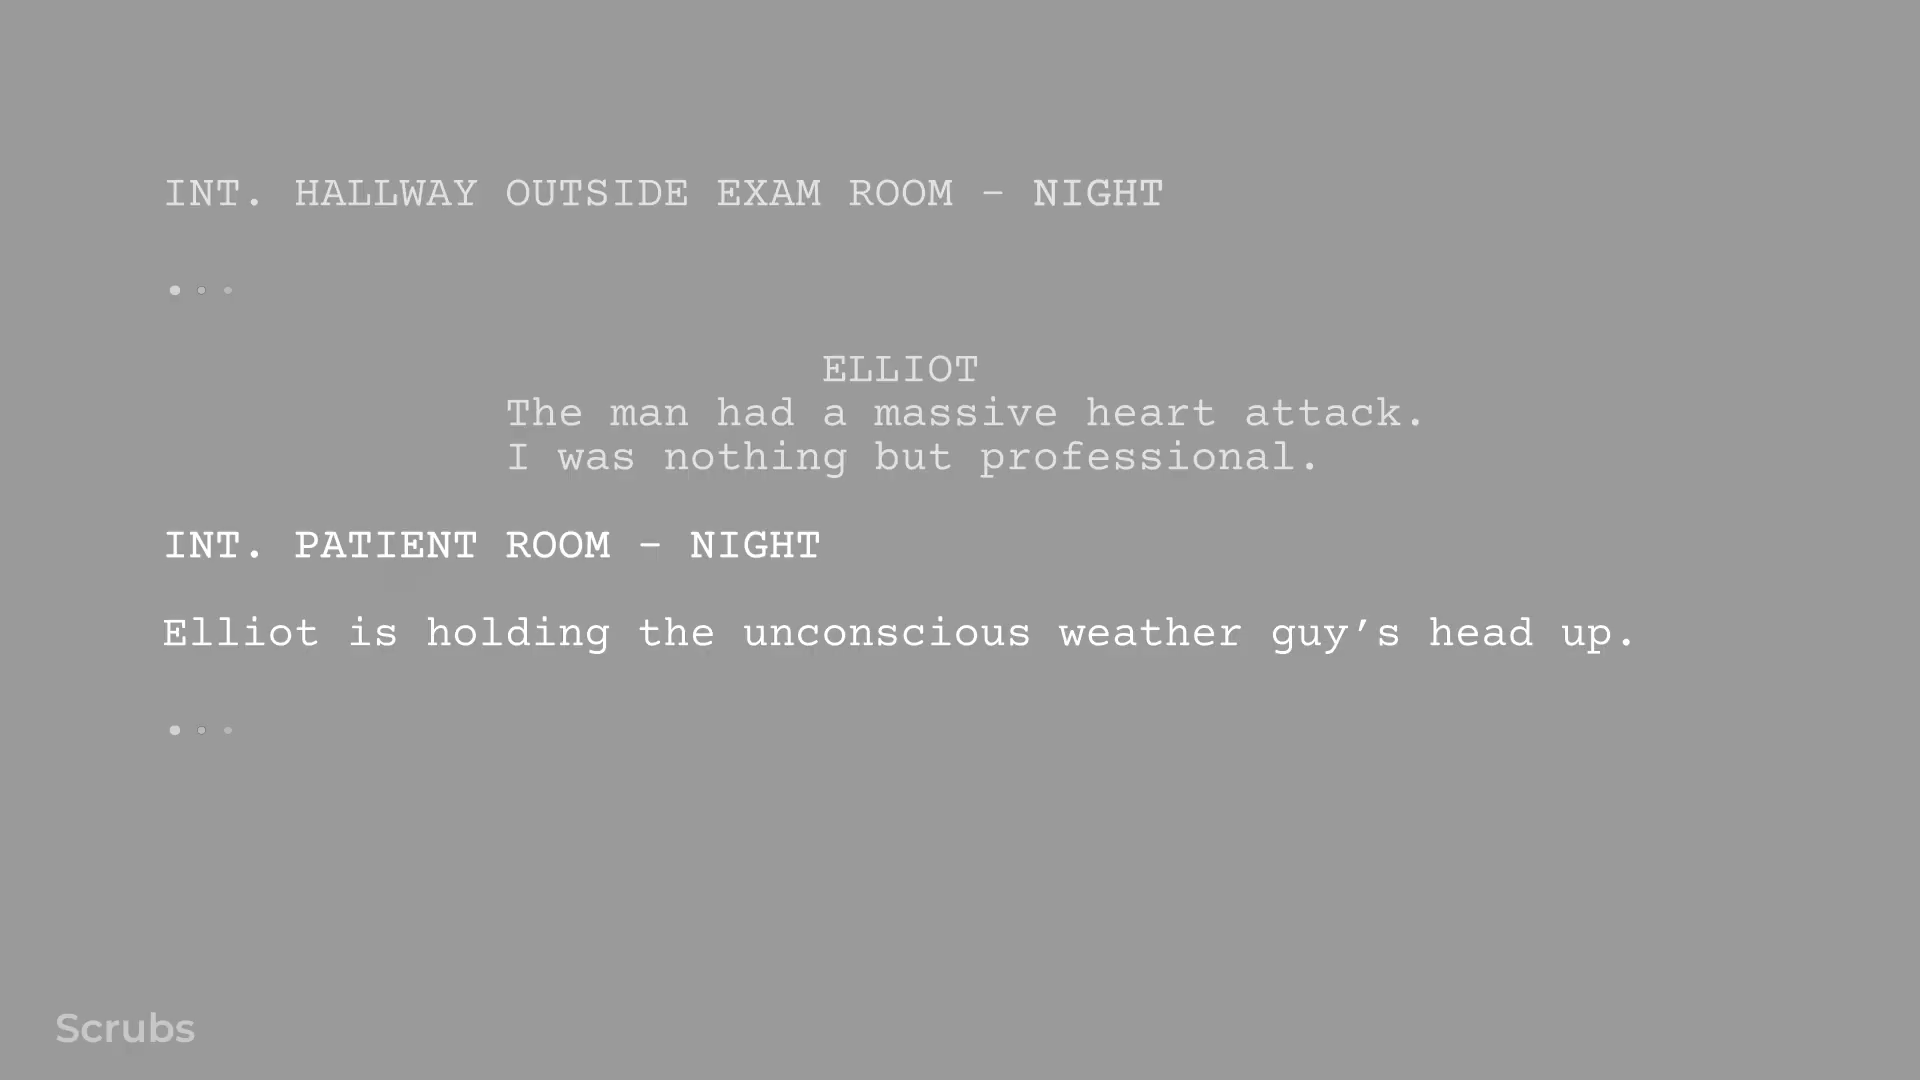 INT. HALLWAY OUTSIDE EXAM ROOM – NIGHT
...
ELLIOT
The man had a massive heart attack.
I was nothing but professional.
INT. PATIENT ROOM – NIGHT
Elliot is holding the unconscious weather guy’s head up.
...
Scrubs